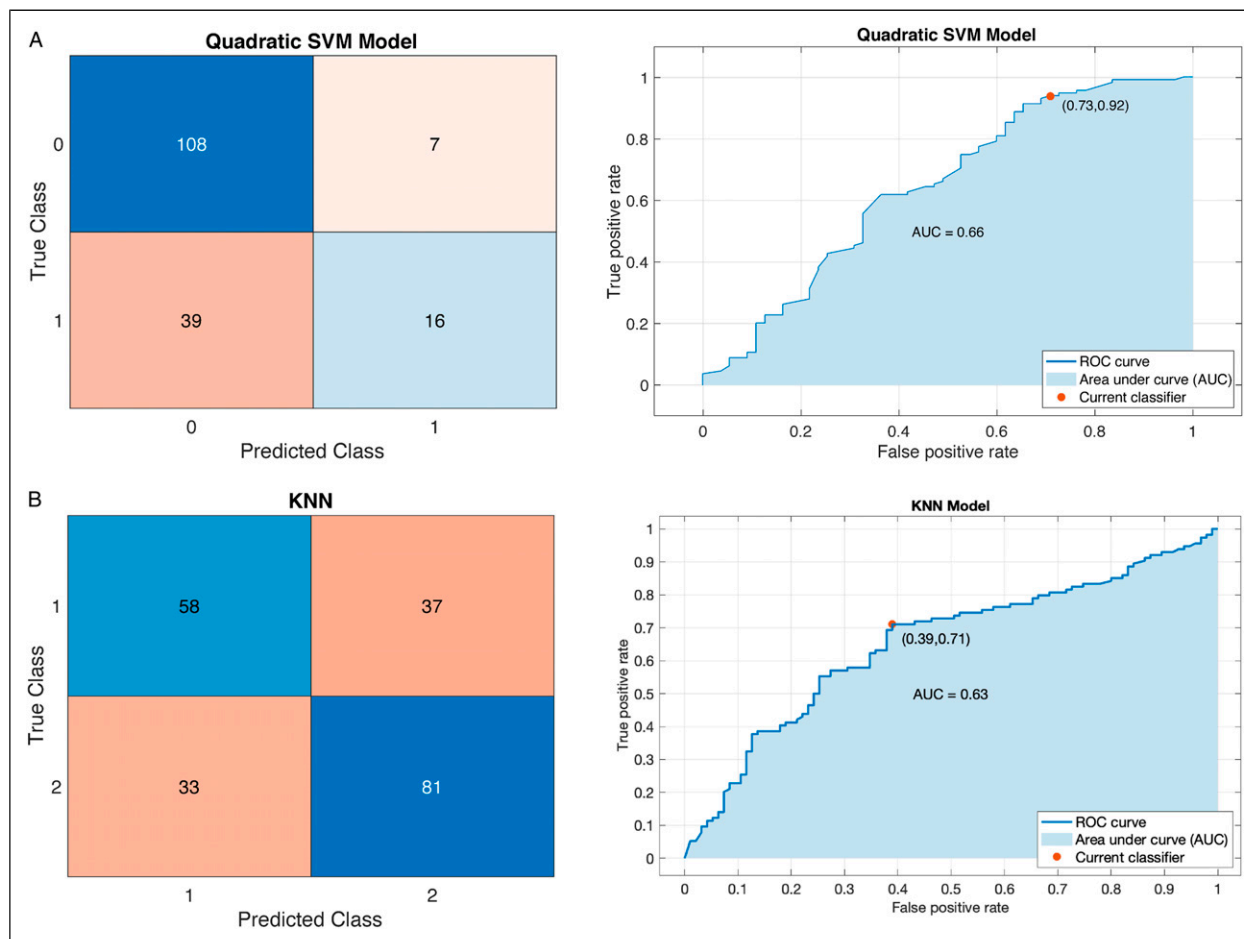 A
Quadratic SVM Model
0
108
7
True Class
1
39
16
0
1
Predicted Class
Quadratic SVM Model
1
0.8
0.6
0.4
0.2
0
True positive rate
(0.73,0.92)
AUC = 0.66
ROC curve
Area under curve (AUC)
Current classifier
0 0.2 0.4 0.6 0.8 1
False positive rate
B
KNN
1
58
37
True Class
2
33
81
1
2
Predicted Class
KNN Model
1
0.9
0.8
0.7
0.6
0.5
0.4
0.3
0.2
0.1
0
True positive rate
(0.39,0.71)
AUC = 0.63
ROC curve
Area under curve (AUC)
Current classifier
0 0.1 0.2 0.3 0.4 0.5 0.6 0.7 0.8 0.9 1
False positive rate